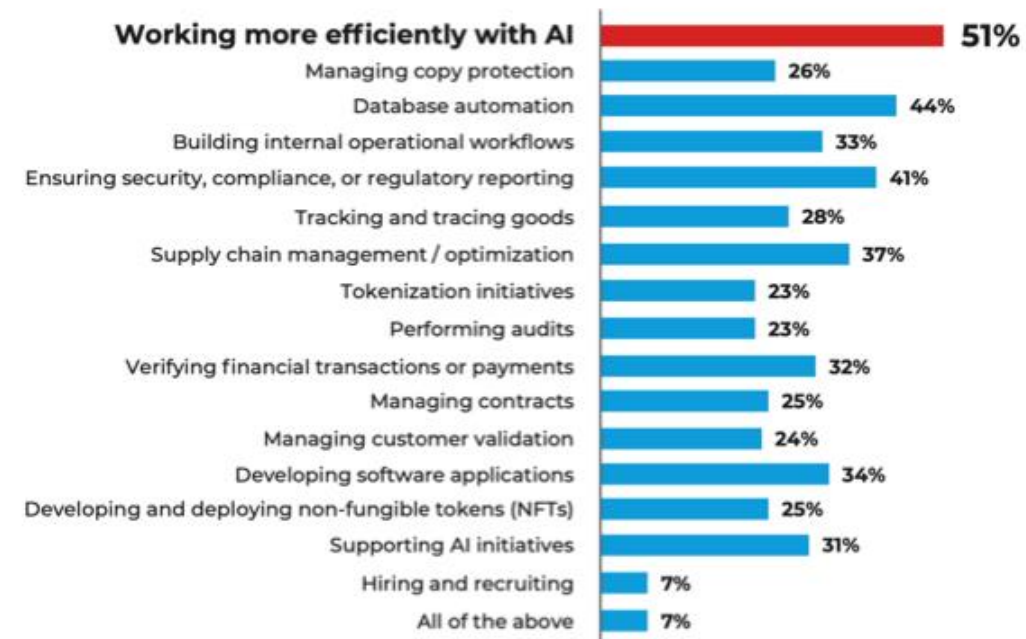 Working more efficiently with AI 51%
Managing copy protection 26%
Database automation 44%
Building internal operational workflows 33%
Ensuring security, compliance, or regulatory reporting 41%
Tracking and tracing goods 28%
Supply chain management / optimization 37%
Tokenization initiatives 23%
Performing audits 23%
Verifying financial transactions or payments 32%
Managing contracts 25%
Managing customer validation 24%
Developing software applications 34%
Developing and deploying non-fungible tokens (NFTs) 25%
Supporting AI initiatives 31%
Hiring and recruiting 7%
All of the above 7%